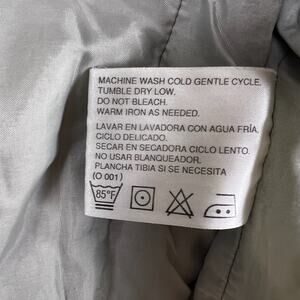 MACHINE WASH COLD GENTLE CYCLE.
TUMBLE DRY LOW.
DO NOT BLEACH.
WARM IRON AS NEEDED.
LAVAR EN LAVADORA CON AGUA FRÍA,
CICLO DELICADO.
SECAR EN SECADORA CICLO LENTO.
NO USAR BLANQUEADOR.
PLANCHA TIBIA SI SE NECESITA
(O 001)
85°F